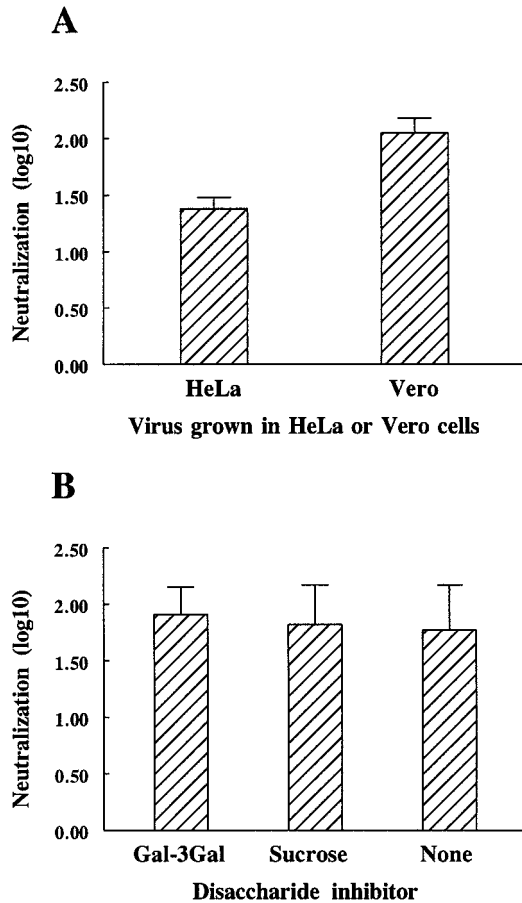 A
Neutralization (log10)
2.50
2.00
1.50
1.00
0.50
0.00
HeLa Vero
Virus grown in HeLa or Vero cells
B
Neutralization (log10)
2.50
2.00
1.50
1.00
0.50
0.00
Gal-3Gal Sucrose None
Disaccharide inhibitor